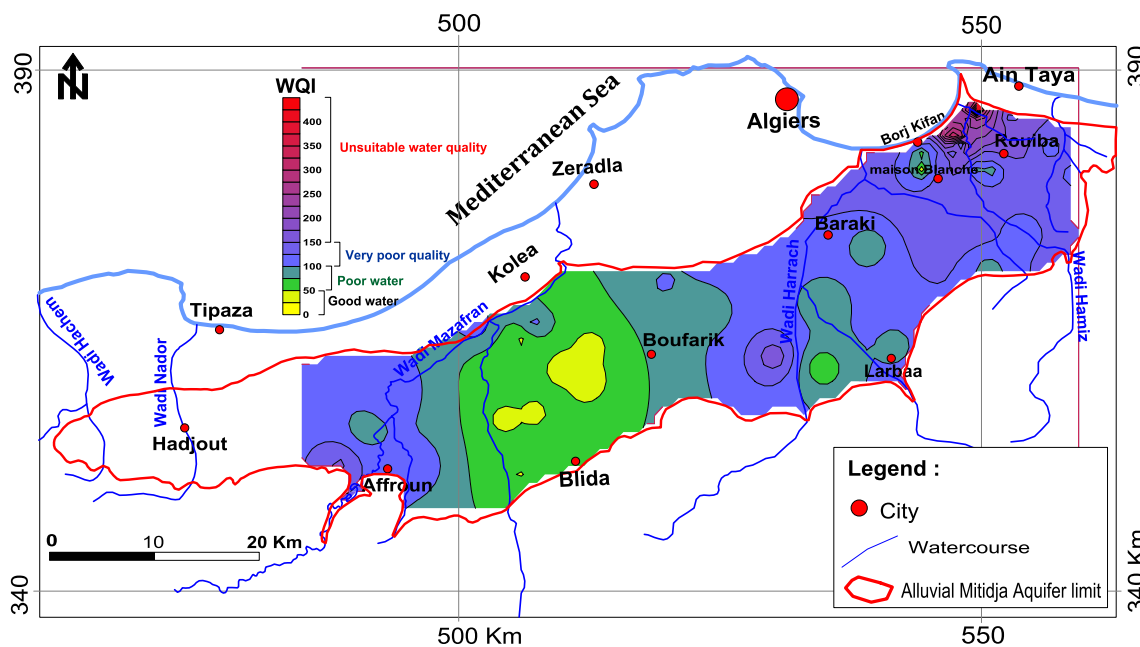 500
550
390
390
N
WQI
400
350
300
250
200
150
100
50
0
Unsuitable water quality
Very poor quality
Poor water
Good water
Mediterranean Sea
Ain Taya
Algiers
Borj Kifan
Rouiba
maison Blanche
Zeradla
Baraki
Kolea
Tipaza
Wadi Hachem
Wadi Nador
Wadi Mazafran
Wadi Harrach
Wadi Hamiz
Boufarik
Larbaa
Hadjout
Affroun
Blida
0 10 20 Km
Legend :
City
Watercourse
Alluvial Mitidja Aquifer limit
340
340 Km
500 Km
550